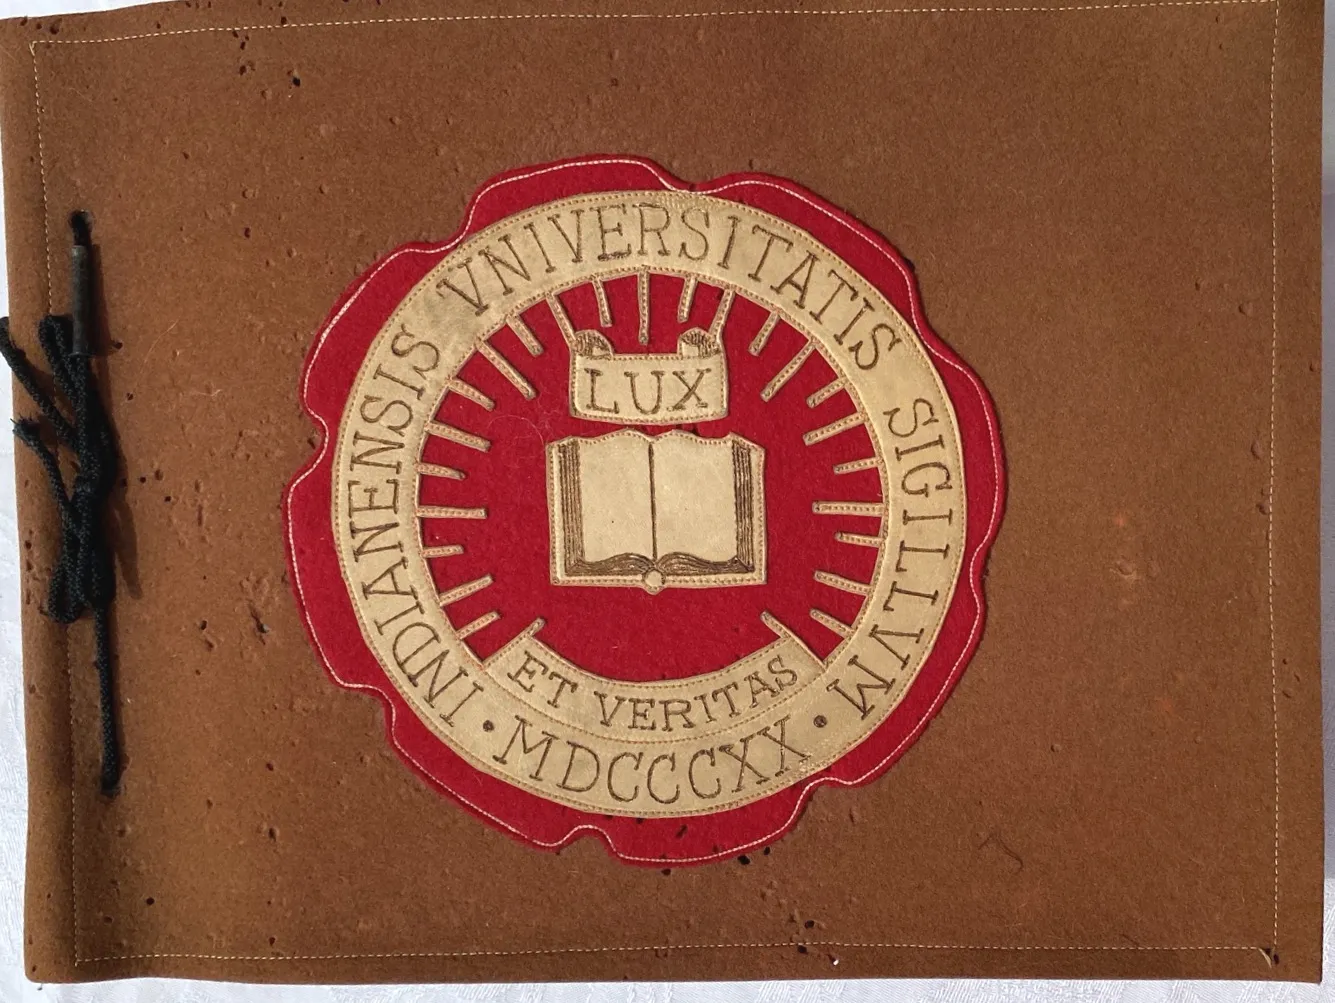 INDIANENSIS VNIVERSITATIS SIGILLVM
LUX
ET VERITAS
• MDCCCXX •